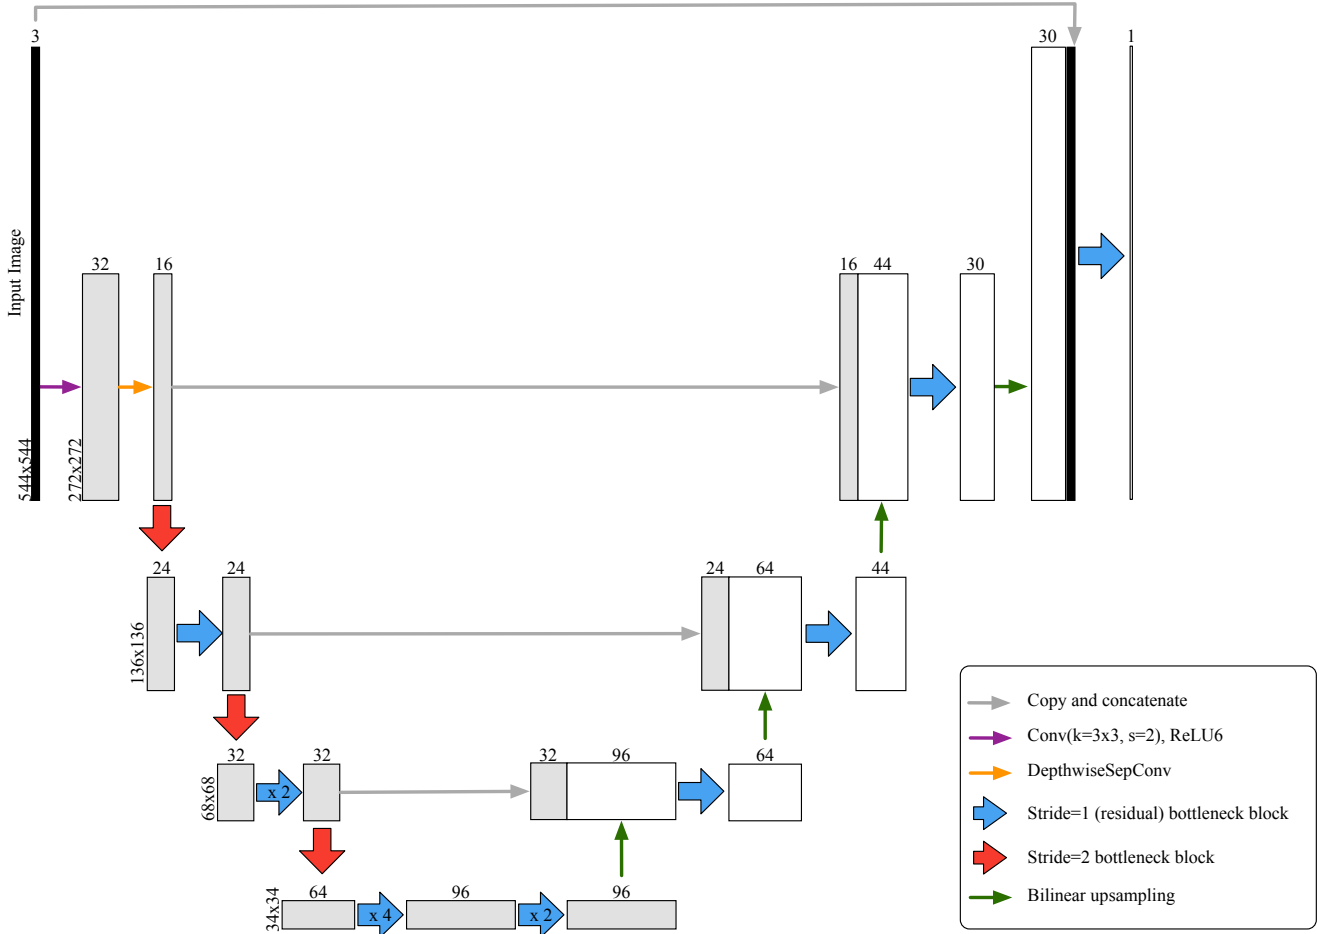 3
30
1
Input Image
544x544
32
16
272x272
16
44
30
24
24
136x136
24
64
44
32
32
68x68
x 2
32
96
64
64
34x34
x 4
96
x 2
96
Copy and concatenate
Conv(k=3x3, s=2), ReLU6
DepthwiseSepConv
Stride=1 (residual) bottleneck block
Stride=2 bottleneck block
Bilinear upsampling